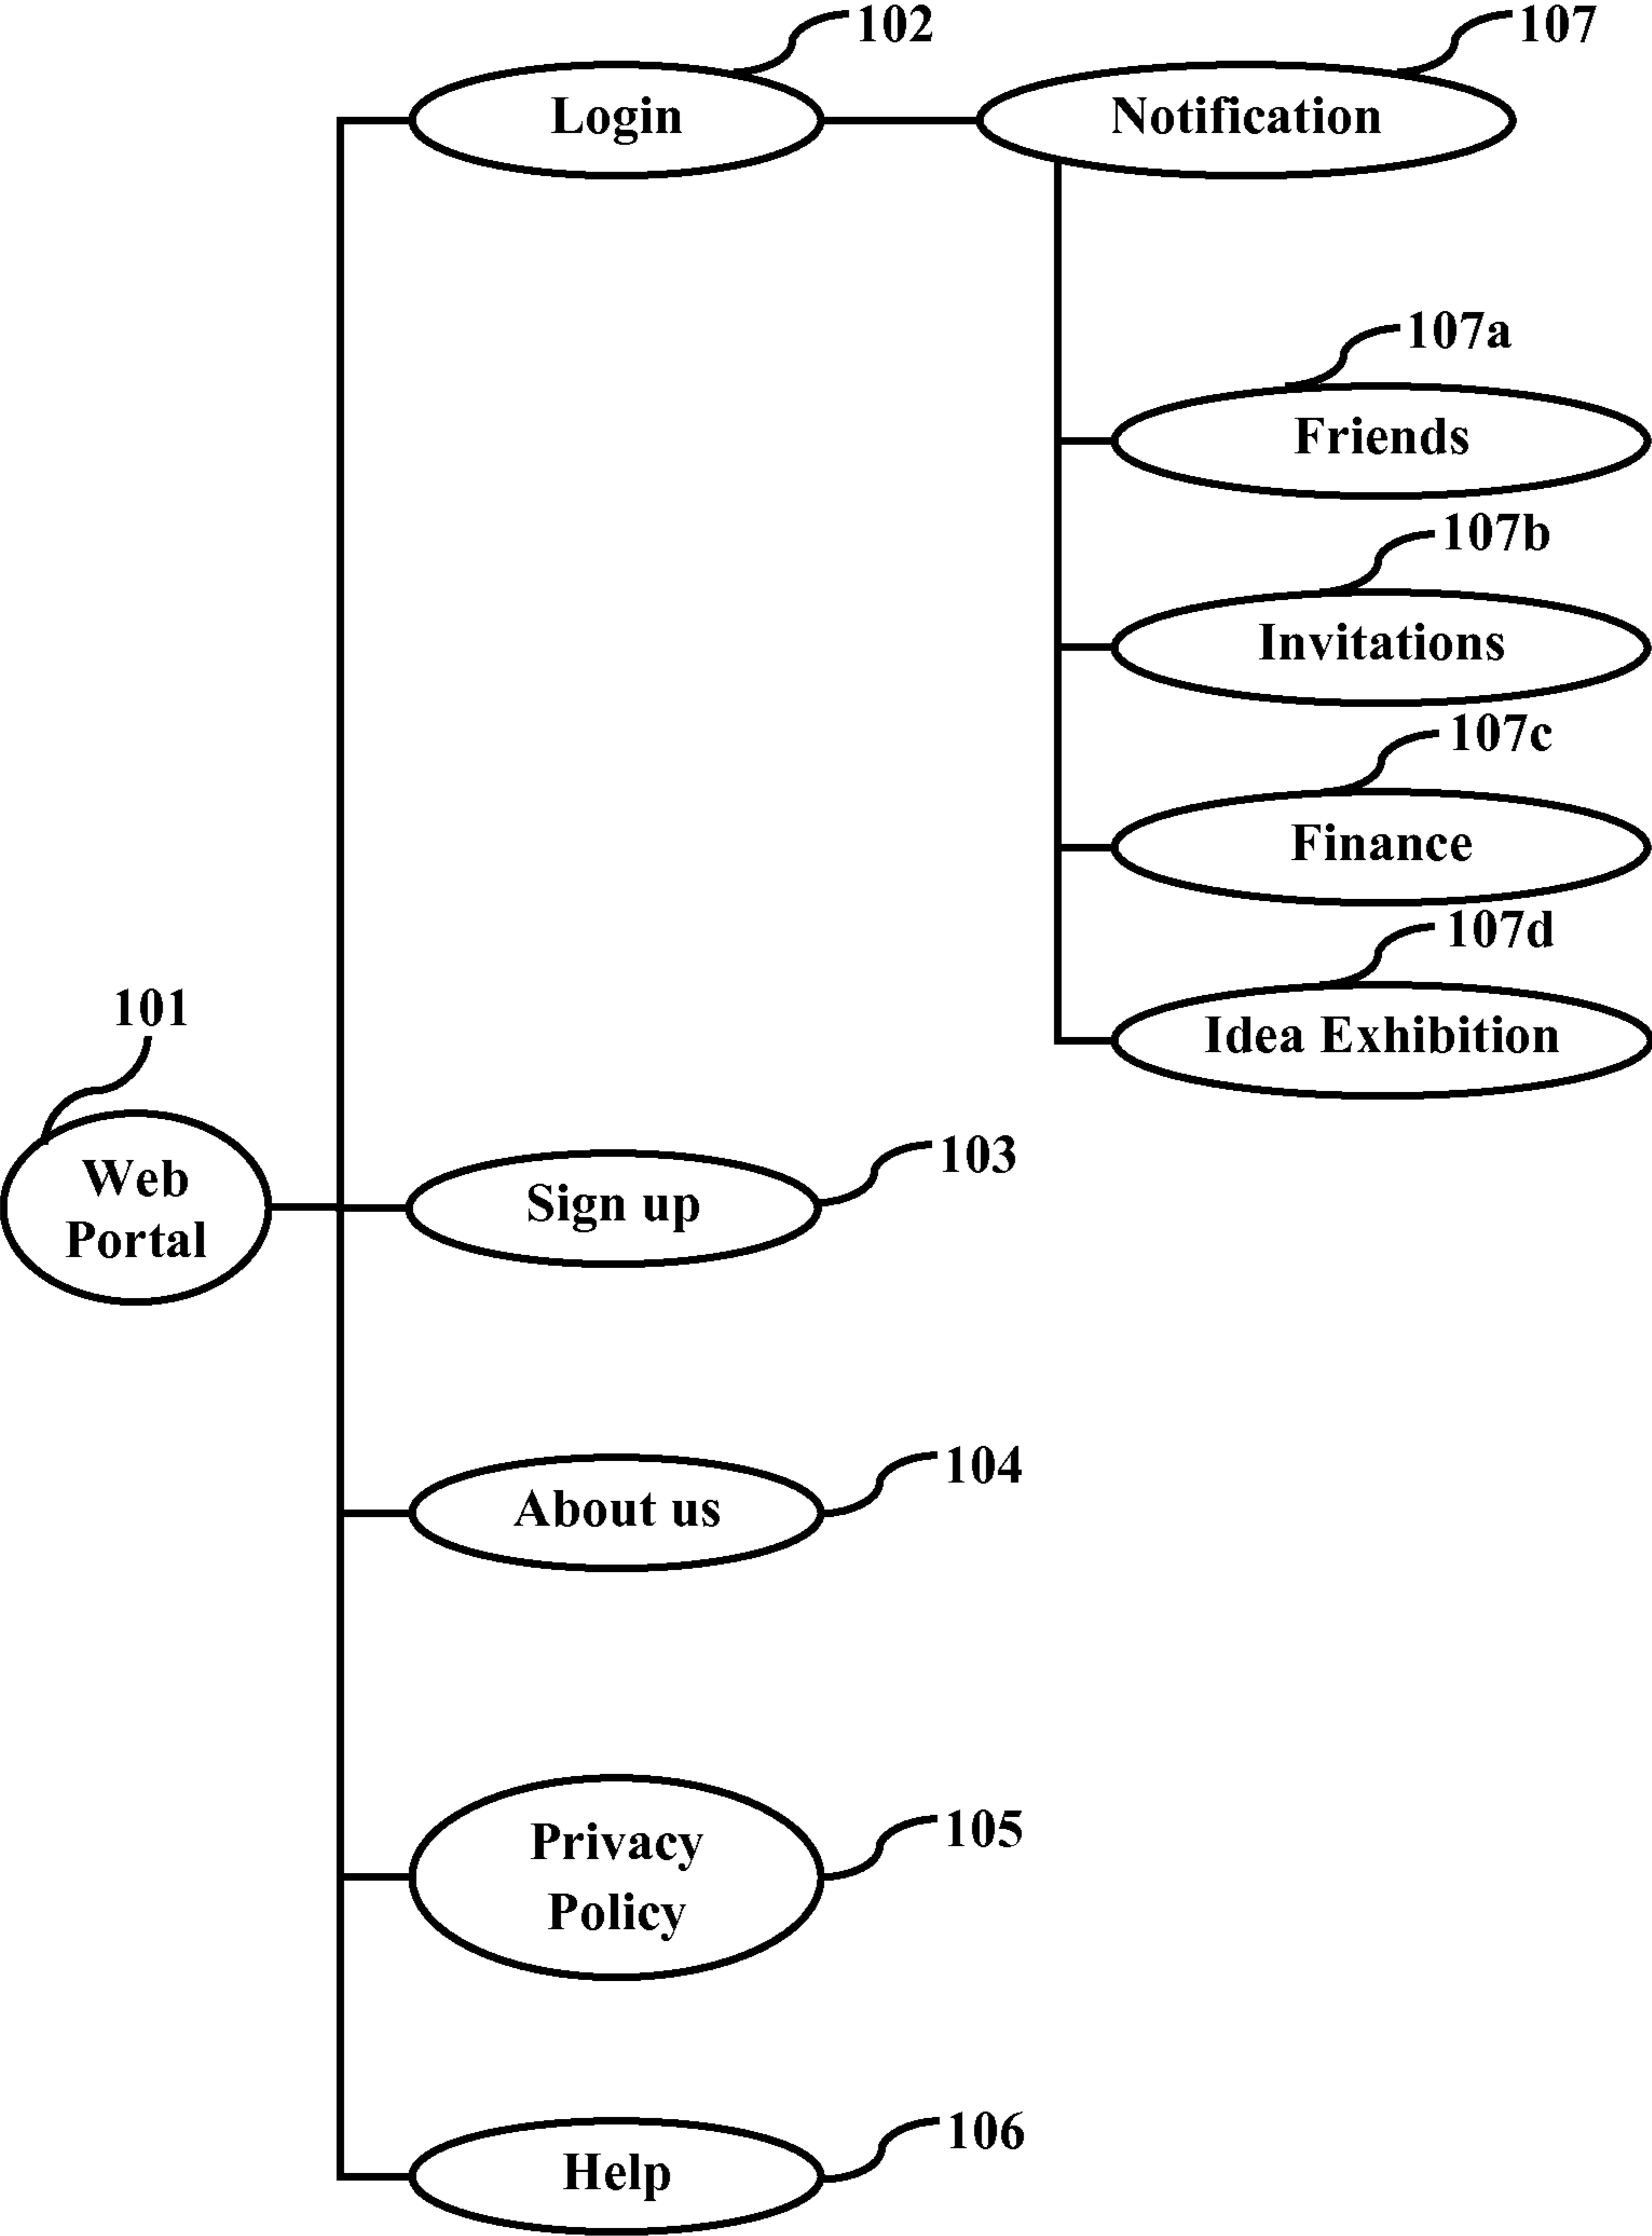 102
107
Login
Notification
107a
Friends
107b
Invitations
107c
Finance
107d
Idea Exhibition
101
Web
Portal
103
Sign up
104
About us
105
Privacy
Policy
106
Help